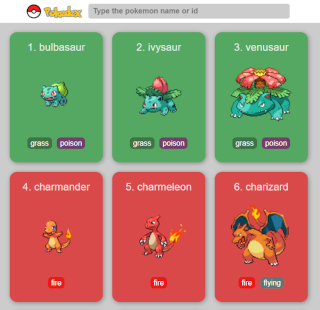 Pokédex
Type the pokemon name or id
1. bulbasaur
2. ivysaur
3. venusaur
grass poison
grass poison
grass poison
4. charmander
5. charmeleon
6. charizard
fire
fire
fire flying